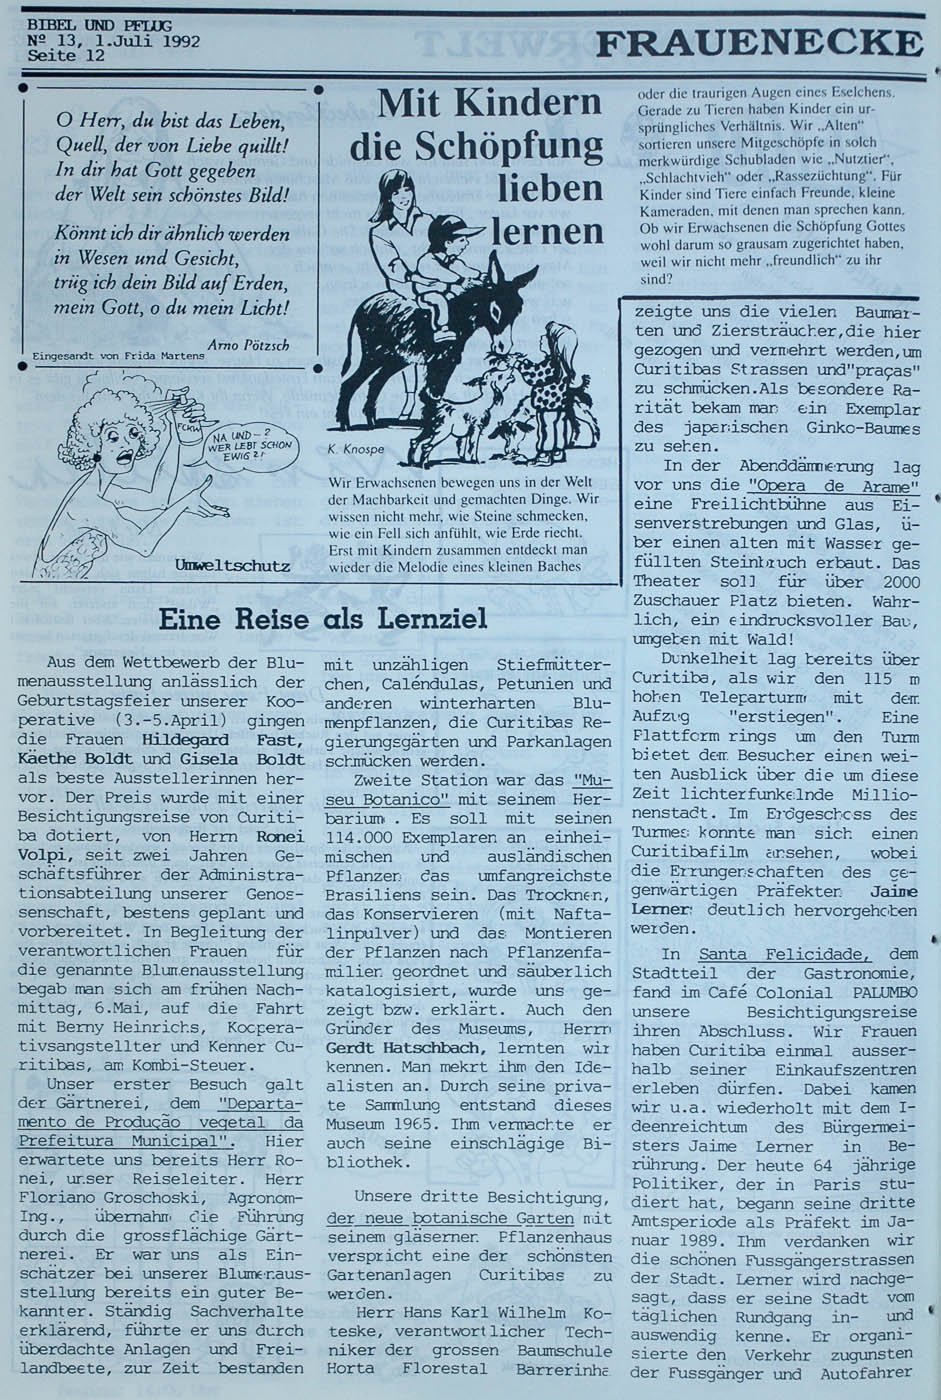 BIBEL UND PFLUG
Nº 13, 1.Juli 1992
Seite 12
FRAUENECKE
O Herr, du bist das Leben,
Quell, der von Liebe quillt!
In dir hat Gott gegeben
der Welt sein schönstes Bild!
Könnt ich dir ähnlich werden
in Wesen und Gesicht,
trüg ich dein Bild auf Erden,
mein Gott, o du mein Licht!
Arno Pötzsch
Eingesandt von Frida Martens
NA UND-?
WER LEBT SCHON
EWIG?!
Umweltschutz
Mit Kindern
die Schöpfung
lieben
lernen
K. Knospe
Wir Erwachsenen bewegen uns in der Welt
der Machbarkeit und gemachten Dinge. Wir
wissen nicht mehr, wie Steine schmecken,
wie ein Fell sich anfühlt, wie Erde riecht.
Erst mit Kindern zusammen entdeckt man
wieder die Melodie eines kleinen Baches
oder die traurigen Augen eines Eselchens.
Gerade zu Tieren haben Kinder ein ur-
sprüngliches Verhältnis. Wir „Alten“
sortieren unsere Mitgeschöpfe in solch
merkwürdige Schubladen wie „Nutztier“,
„Schlachtvieh“ oder „Rassezüchtung“. Für
Kinder sind Tiere einfach Freunde, kleine
Kameraden, mit denen man sprechen kann.
Ob wir Erwachsenen die Schöpfung Gottes
wohl darum so grausam zugerichtet haben,
weil wir nicht mehr „freundlich“ zu ihr
sind?
Eine Reise als Lernziel
Aus dem Wettbewerb der Blu-
menausstellung anlässlich der
Geburtstagsfeier unserer Koo-
perative (3.-5.April) gingen
die Frauen Hildegard Fast,
Käethe Boldt und Gisela Boldt
als beste Ausstellerinnen her-
vor. Der Preis wurde mit einer
Besichtigungsreise von Curiti-
ba dotiert, von Herrn Ronei
Volpi, seit zwei Jahren Ge-
schäftsführer der Administra-
tionsabteilung unserer Genos-
senschaft, bestens geplant und
vorbereitet. In Begleitung der
verantwortlichen Frauen für
die genannte Blumenausstellung
begab man sich am frühen Nach-
mittag, 6.Mai, auf die Fahrt
mit Berny Heinrichs, Koopera-
tivsangstellter und Kenner Cu-
ritibas, am Kombi-Steuer.
Unser erster Besuch galt
der Gärtnerei, dem "Departa-
mento de Produção vegetal da
Prefeitura Municipal". Hier
erwartete uns bereits Herr Ro-
nei, unser Reiseleiter. Herr
Floriano Groschoski, Agronom-
Ing., übernahm die Führung
durch die grossflächige Gärt-
nerei. Er war uns als Ein-
schätzer bei unserer Blumenaus-
stellung bereits ein guter Be-
kannter. Ständig Sachverhalte
erklärend, führte er uns durch
überdachte Anlagen und Frei-
landbeete, zur Zeit bestanden
mit unzähligen Stiefmütter-
chen, Caléndulas, Petunien und
anderen winterharten Blu-
menpflanzen, die Curitibas Re-
gierungsgärten und Parkanlagen
schmücken werden.
Zweite Station war das "Mu-
seu Botanico" mit seinem Her-
barium. Es soll mit seinen
114.000 Exemplaren an einhei-
mischen und ausländischen
Pflanzen das umfangreichste
Brasiliens sein. Das Trocknen,
das Konservieren (mit Nafta-
linpulver) und das Montieren
der Pflanzen nach Pflanzenfa-
milien geordnet und säuberlich
katalogisiert, wurde uns ge-
zeigt bzw. erklärt. Auch den
Gründer des Museums, Herrn
Gerdt Hatschbach, lernten wir
kennen. Man mekrt ihm den Ide-
alisten an. Durch seine priva-
te Sammlung entstand dieses
Museum 1965. Ihm vermachte er
auch seine einschlägige Bi-
bliothek.
Unsere dritte Besichtigung,
der neue botanische Garten mit
seinem gläserner. Pflanzenhaus
verspricht eine der schönsten
Gartenanlagen Curitibas zu
werden.
Herr Hans Karl Wilhelm Ko-
teske, verantwortlicher Tech-
niker der grossen Baumschule
Horta Florestal Barrerinha
zeigte uns die vielen Baumar-
ten und Ziersträucher,die hier
gezogen und vermehrt werden,um
Curitibas Strassen und"praças"
zu schmücken.Als besondere Ra-
rität bekam man ein Exemplar
des japanischen Ginko-Baumes
zu sehen.
In der Abenddämmerung lag
vor uns die "Opera de Arame"
eine Freilichtbühne aus Ei-
senverstrebungen und Glas, ü-
ber einen alten mit Wasser ge-
füllten Steinbruch erbaut. Das
Theater soll für über 2000
Zuschauer Platz bieten. Wahr-
lich, ein eindrucksvoller Bau,
umgeben mit Wald!
Dunkelheit lag bereits über
Curitiba, als wir den 115 m
hohen Teleparturm mit dem
Aufzug "erstiegen". Eine
Plattform rings um den Turm
bietet dem Besucher einen wei-
ten Ausblick über die um diese
Zeit lichterfunkelnde Millio-
nenstadt. Im Erdgeschoss des
Turmes konnte man sich einen
Curitibafilm ansehen, wobei
die Errungenschaften des ge-
genwärtigen Präfekten Jaime
Lerners deutlich hervorgehoben
werden.
In Santa Felicidade, dem
Stadtteil der Gastronomie,
fand im Café Colonial PALUMBO
unsere Besichtigungsreise
ihren Abschluss. Wir Frauen
haben Curitiba einmal ausser-
halb seiner Einkaufszentren
erleben dürfen. Dabei kamen
wir u.a. wiederholt mit dem I-
deenreichtum des Bürgermei-
sters Jaime Lerner in Be-
rührung. Der heute 64 jährige
Politiker, der in Paris stu-
diert hat, begann seine dritte
Amtsperiode als Präfekt im Ja-
nuar 1989. Ihm verdanken wir
die schönen Fussgängerstrassen
der Stadt. Lerner wird nachge-
sagt, dass er seine Stadt vom
täglichen Rundgang in- und
auswendig kenne. Er organi-
sierte den Verkehr zugunsten
der Fussgänger und Autofahrer